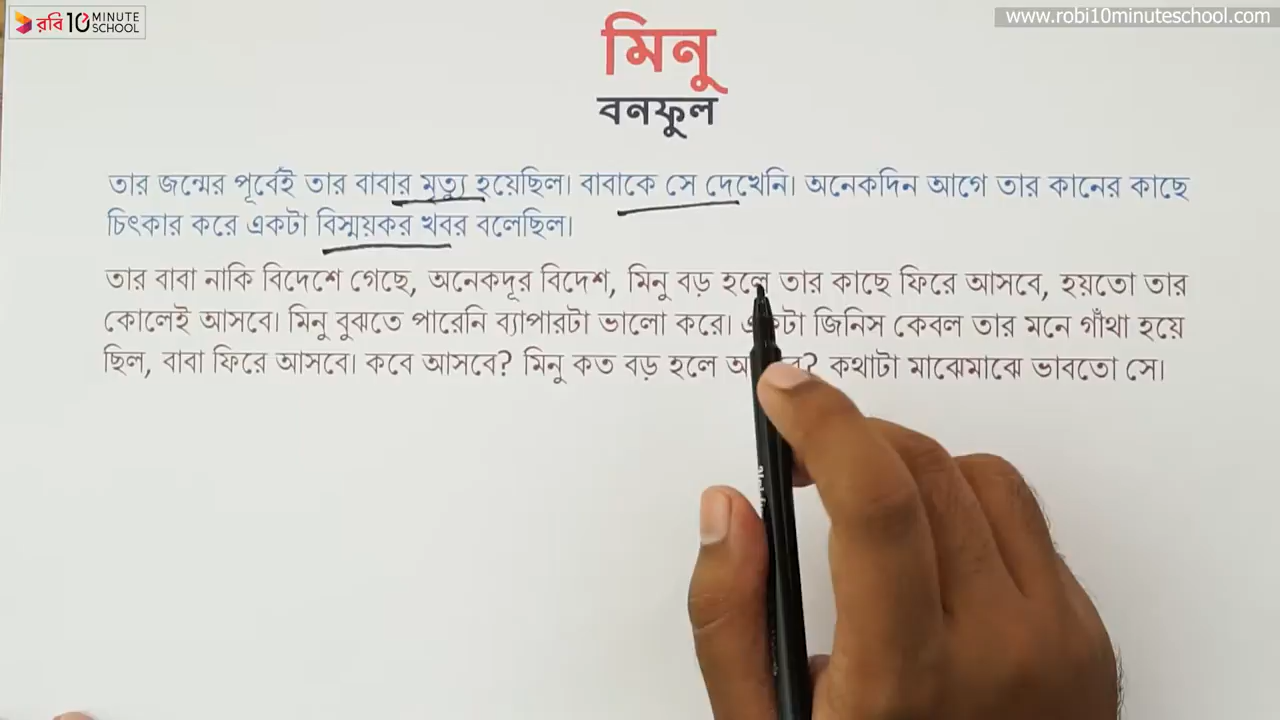 রবি 10 MINUTE SCHOOL
www.robi10minuteschool.com
মিনু
বনফুল
তার জন্মের পূর্বেই তার বাবার মৃত্যু হয়েছিল। বাবাকে সে দেখেনি। অনেকদিন আগে তার কানের কাছে
চিৎকার করে একটা বিস্ময়কর খবর বলেছিল।
তার বাবা নাকি বিদেশে গেছে, অনেকদূর বিদেশ, মিনু বড় হলে তার কাছে ফিরে আসবে, হয়তো তার
কোলেই আসবে। মিনু বুঝতে পারেনি ব্যাপারটা ভালো করে। একটা জিনিস কেবল তার মনে গাঁথা হয়ে
ছিল, বাবা ফিরে আসবে। কবে আসবে? মিনু কত বড় হলে কথাটা মাঝেমাঝে ভাবতো সে।